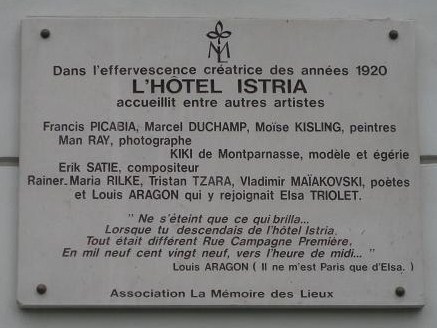 ML
Dans l'effervescence créatrice des années 1920
L'HÔTEL ISTRIA
accueillit entre autres artistes
Francis PICABIA, Marcel DUCHAMP, Moïse KISLING, peintres
Man RAY, photographe
KIKI de Montparnasse, modèle et égérie
Erik SATIE, compositeur
Rainer-Maria RILKE, Tristan TZARA, Vladimir MAÏAKOVSKI, poètes
et Louis ARAGON qui y rejoignait Elsa TRIOLET.
" Ne s'éteint que ce qui brilla...
Lorsque tu descendais de l'hôtel Istria,
Tout était différent Rue Campagne Première,
En mil neuf cent vingt neuf, vers l'heure de midi... "
Louis ARAGON ( Il ne m'est Paris que d'Elsa. )
Association La Mémoire des Lieux